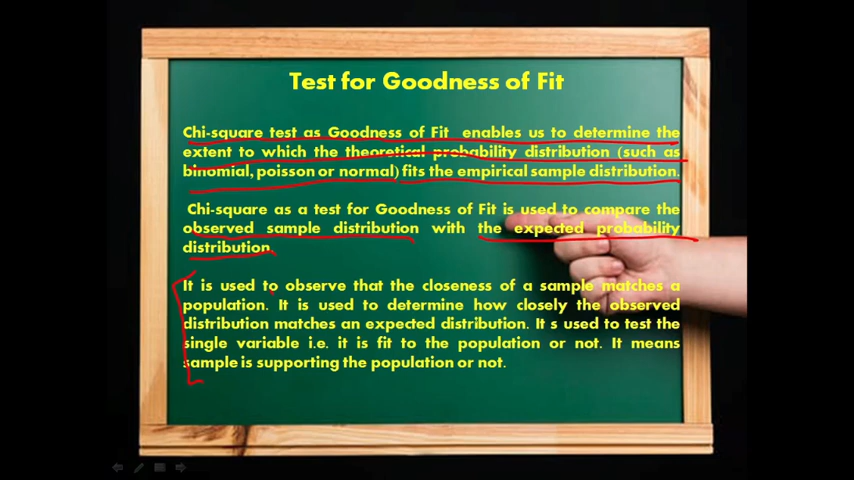 Test for Goodness of Fit
Chi-square test as Goodness of Fit enables us to determine the
extent to which the theoretical probability distribution (such as
binomial, poisson or normal) fits the empirical sample distribution.
Chi-square as a test for Goodness of Fit is used to compare the
observed sample distribution with the expected probability
distribution.
It is used to observe that the closeness of a sample matches a
population. It is used to determine how closely the observed
distribution matches an expected distribution. It s used to test the
single variable i.e. it is fit to the population or not. It means
sample is supporting the population or not.